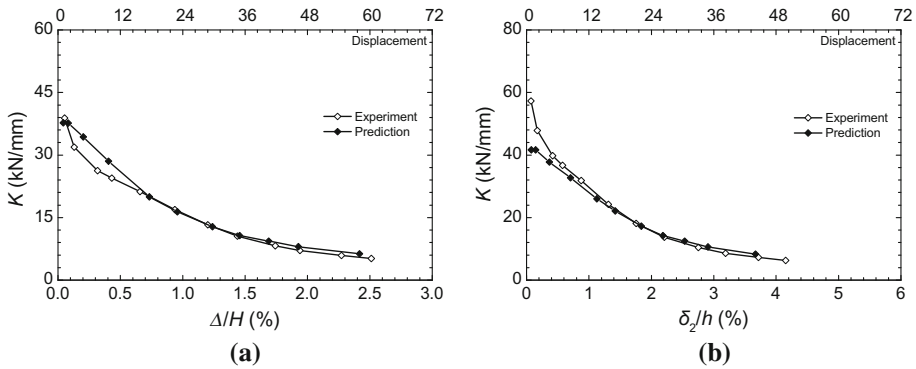 0 12 24 36 48 60 72
60
45
30
15
0
K (kN/mm)
Displacement
Experiment
Prediction
0.0 0.5 1.0 1.5 2.0 2.5 3.0
Δ/H (%)
(a)
0 12 24 36 48 60 72
80
60
40
20
0
K (kN/mm)
Displacement
Experiment
Prediction
0 1 2 3 4 5 6
δ₂/h (%)
(b)